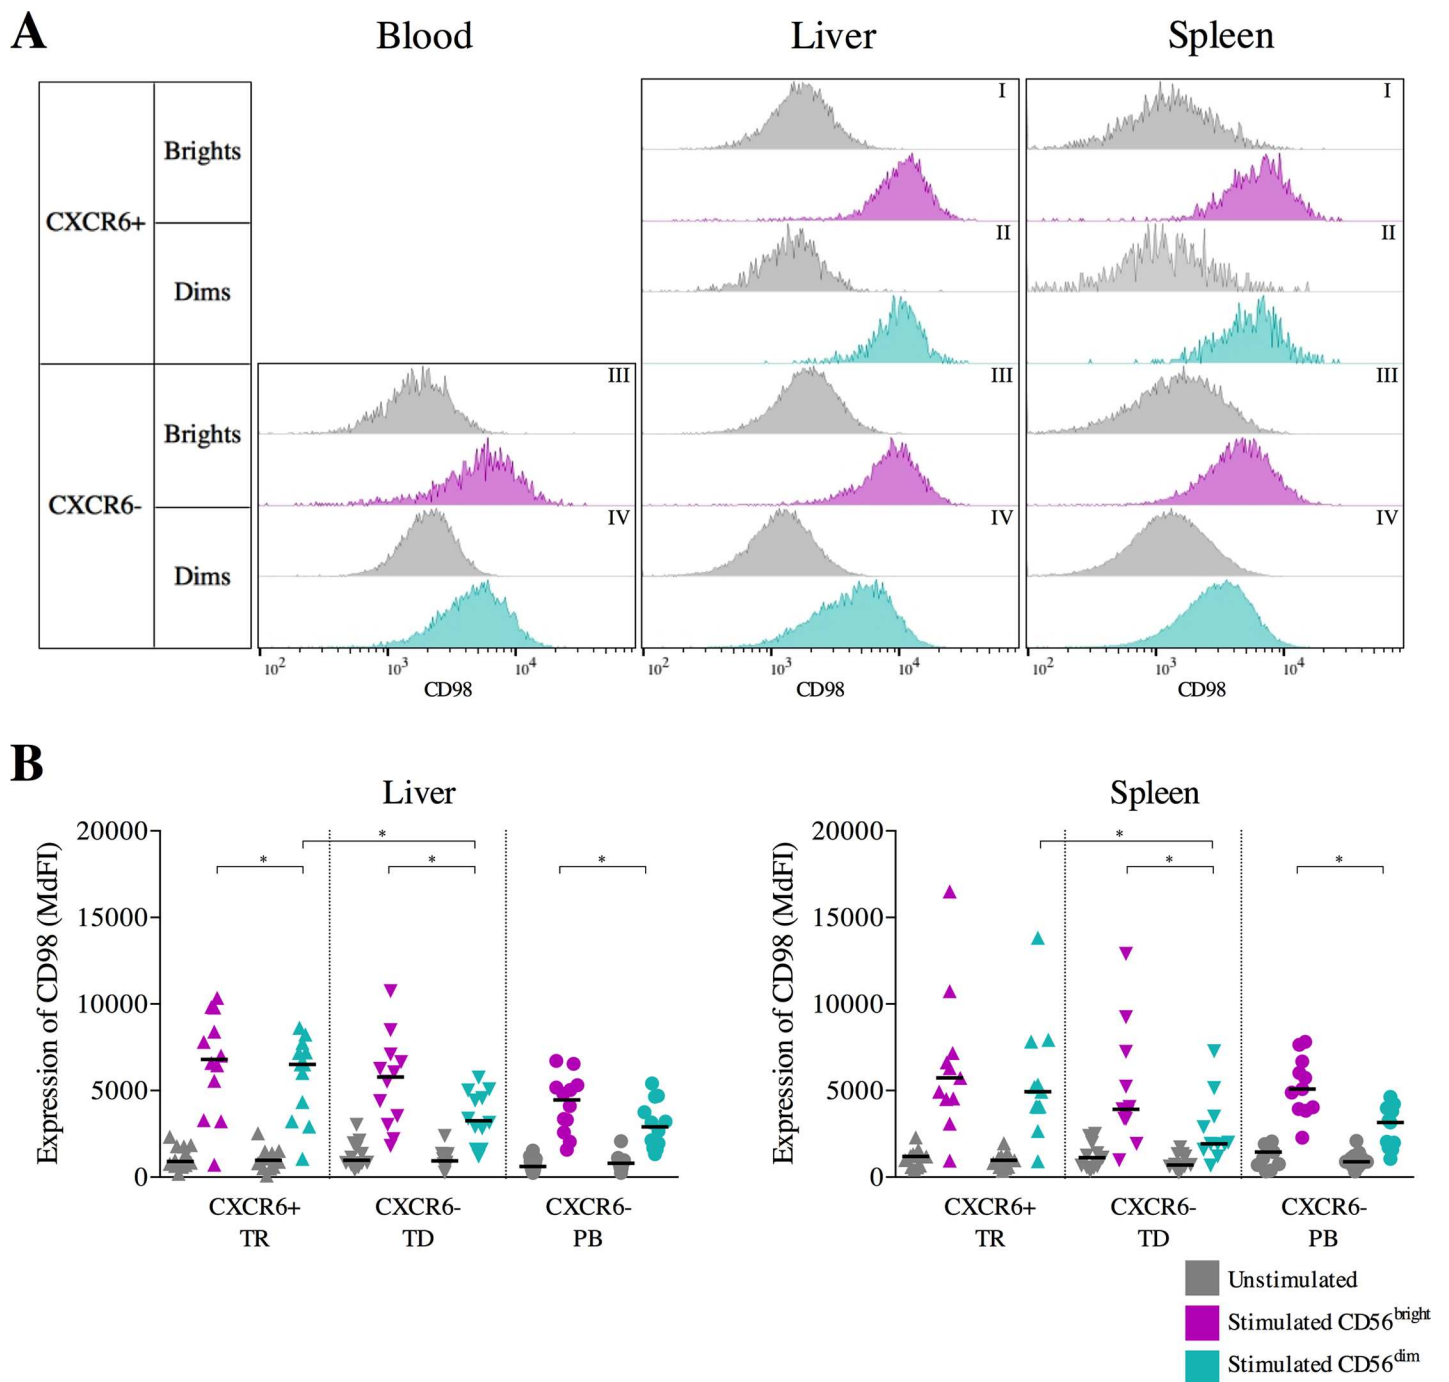 A
Blood Liver Spleen
CXCR6+
Brights
Dims
CXCR6-
Brights
Dims
III
IV
I
II
III
IV
I
II
III
IV
10² 10³ 10⁴
CD98
10² 10³ 10⁴
CD98
10² 10³ 10⁴
CD98
B
Liver
Expression of CD98 (MdFI)
20000
15000
10000
5000
0
* * * *
CXCR6+ CXCR6- CXCR6-
TR TD PB
Spleen
Expression of CD98 (MdFI)
20000
15000
10000
5000
0
* * *
CXCR6+ CXCR6- CXCR6-
TR TD PB
Unstimulated
Stimulated CD56bright
Stimulated CD56dim